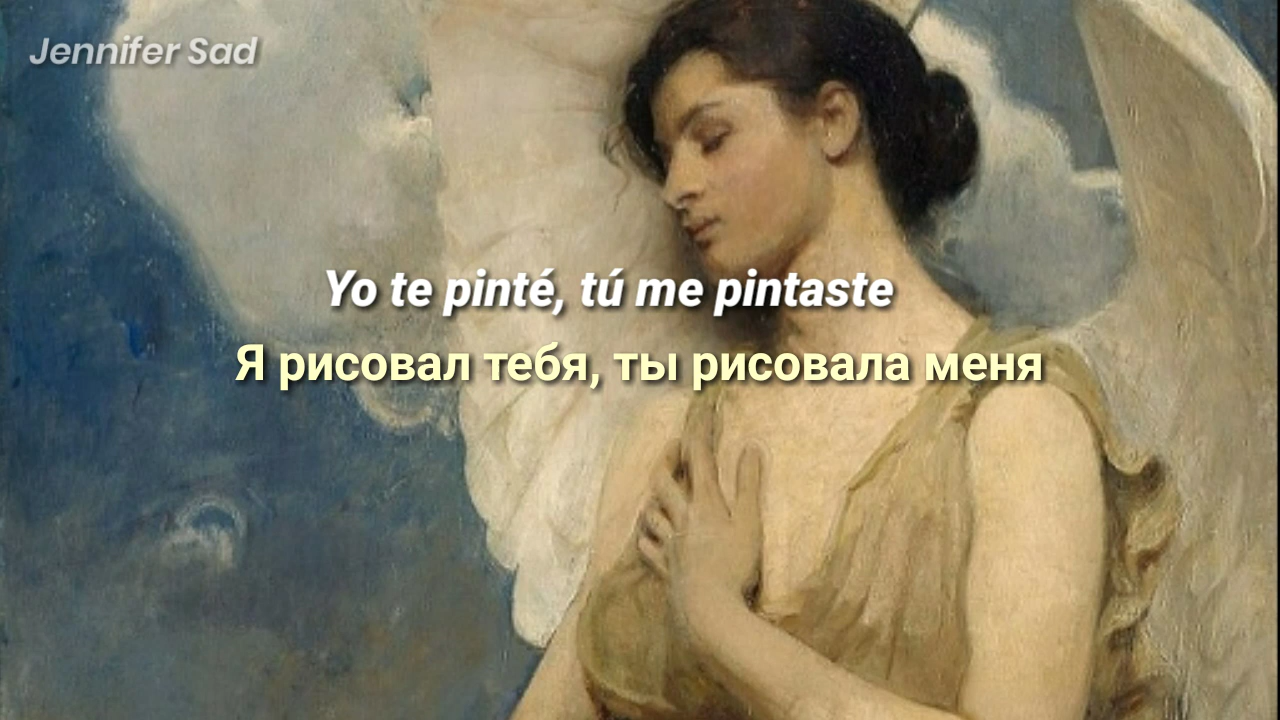 Jennifer Sad
Yo te pinté, tú me pintaste
Я рисовал тебя, ты рисовала меня